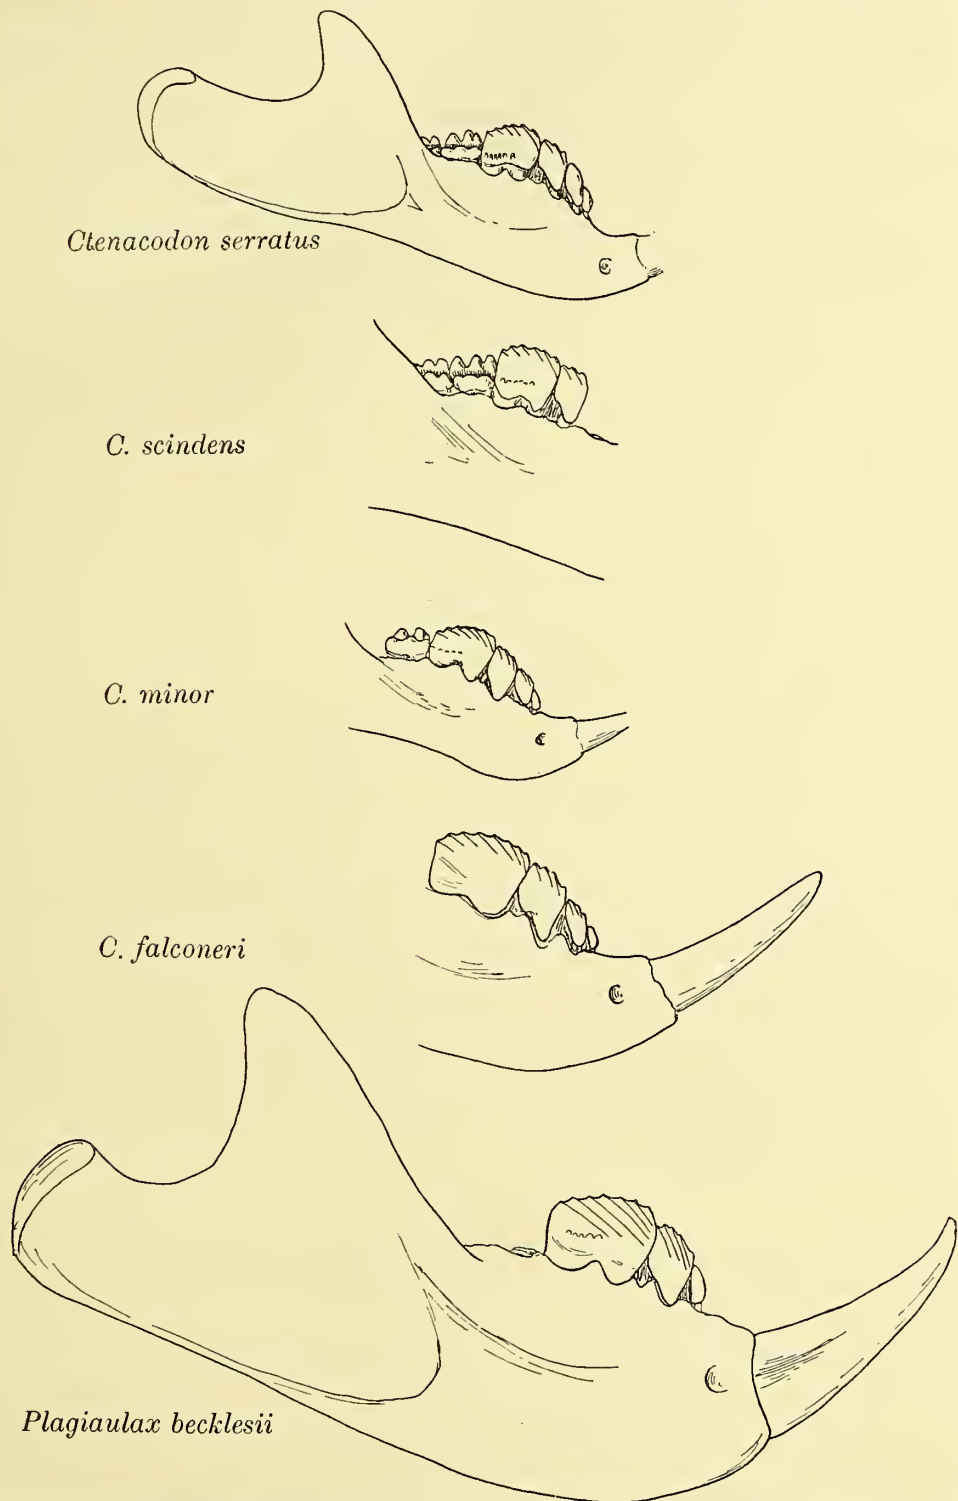 Ctenacodon serratus
C. scindens
C. minor
C. falconeri
Plagiaulax becklesii